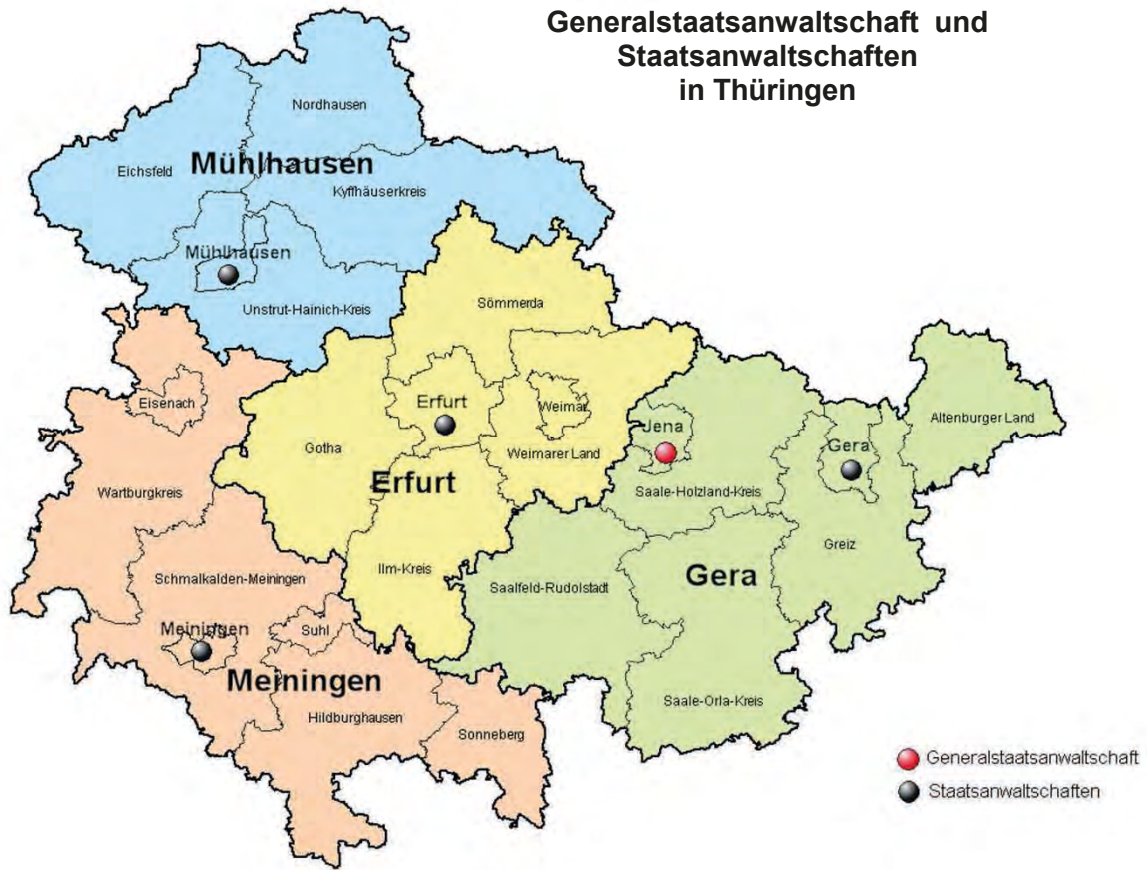 Generalstaatsanwaltschaft und
Staatsanwaltschaften
in Thüringen
Nordhausen
Eichsfeld
Mühlhausen
Kyffhäuserkreis
Mühlhausen
Unstrut-Hainich-Kreis
Sömmerda
Eisenach
Erfurt
Weimar
Altenburger Land
Gotha
Weimarer Land
Jena
Gera
Wartburgkreis
Erfurt
Saale-Holzland-Kreis
Greiz
Schmalkalden-Meiningen
Ilm-Kreis
Saalfeld-Rudolstadt
Gera
Meiningen
Suhl
Meiningen
Saale-Orla-Kreis
Hildburghausen
Sonneberg
Generalstaatsanwaltschaft
Staatsanwaltschaften